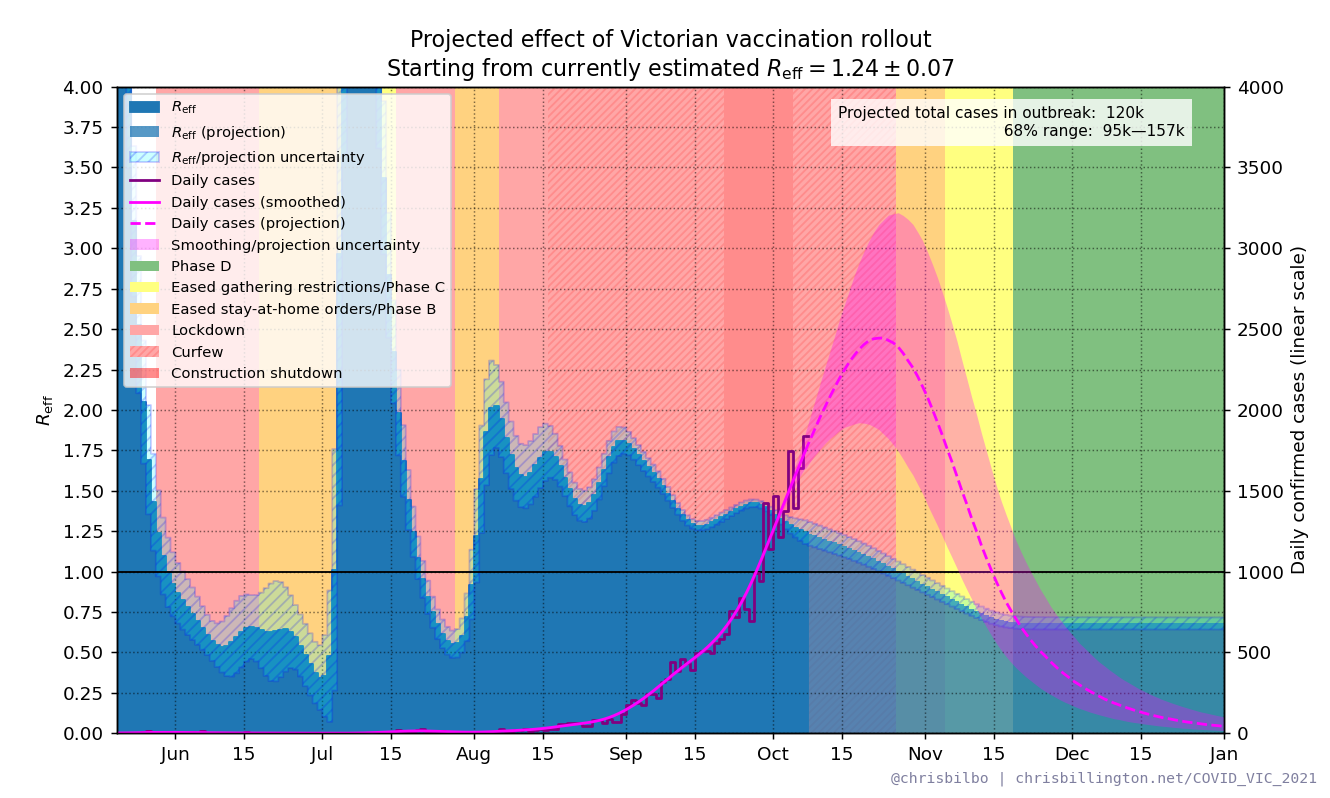 Projected effect of Victorian vaccination rollout
Starting from currently estimated Reff = 1.24 ± 0.07
Reff
Reff (projection)
Reff/projection uncertainty
Daily cases
Daily cases (smoothed)
Daily cases (projection)
Smoothing/projection uncertainty
Phase D
Eased gathering restrictions/Phase C
Eased stay-at-home orders/Phase B
Lockdown
Curfew
Construction shutdown
Projected total cases in outbreak: 120k
68% range: 95k—157k
4.00
3.75
3.50
3.25
3.00
2.75
2.50
2.25
2.00
1.75
1.50
1.25
1.00
0.75
0.50
0.25
0.00
Reff
4000
3500
3000
2500
2000
1500
1000
500
0
Daily confirmed cases (linear scale)
Jun 15 Jul 15 Aug 15 Sep 15 Oct 15 Nov 15 Dec 15 Jan
@chrisbilbo | chrisbillington.net/COVID_VIC_2021